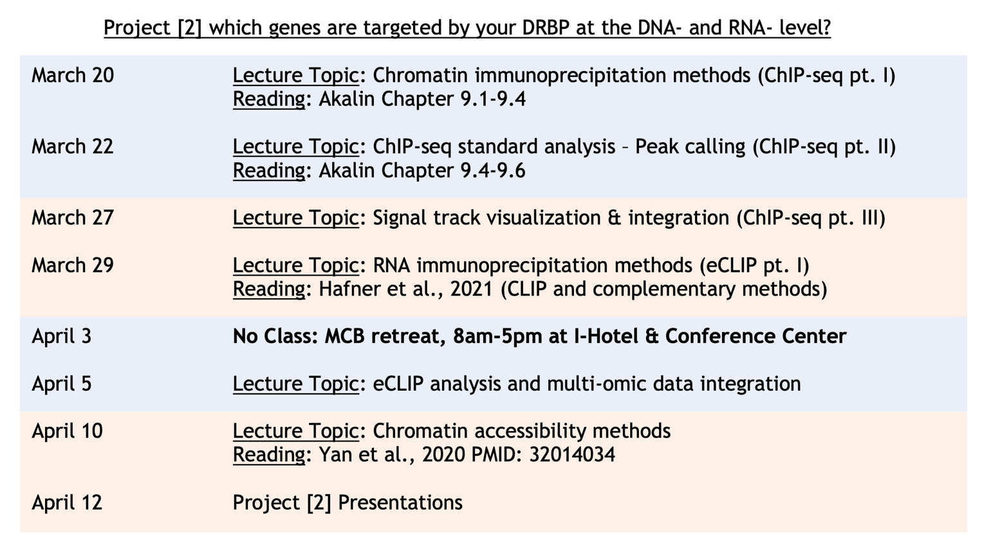 Project [2] which genes are targeted by your DRBP at the DNA- and RNA- level?
March 20 Lecture Topic: Chromatin immunoprecipitation methods (ChIP-seq pt. I)
Reading: Akalin Chapter 9.1-9.4
March 22 Lecture Topic: ChIP-seq standard analysis – Peak calling (ChIP-seq pt. II)
Reading: Akalin Chapter 9.4-9.6
March 27 Lecture Topic: Signal track visualization & integration (ChIP-seq pt. III)
March 29 Lecture Topic: RNA immunoprecipitation methods (eCLIP pt. I)
Reading: Hafner et al., 2021 (CLIP and complementary methods)
April 3 No Class: MCB retreat, 8am-5pm at I-Hotel & Conference Center
April 5 Lecture Topic: eCLIP analysis and multi-omic data integration
April 10 Lecture Topic: Chromatin accessibility methods
Reading: Yan et al., 2020 PMID: 32014034
April 12 Project [2] Presentations